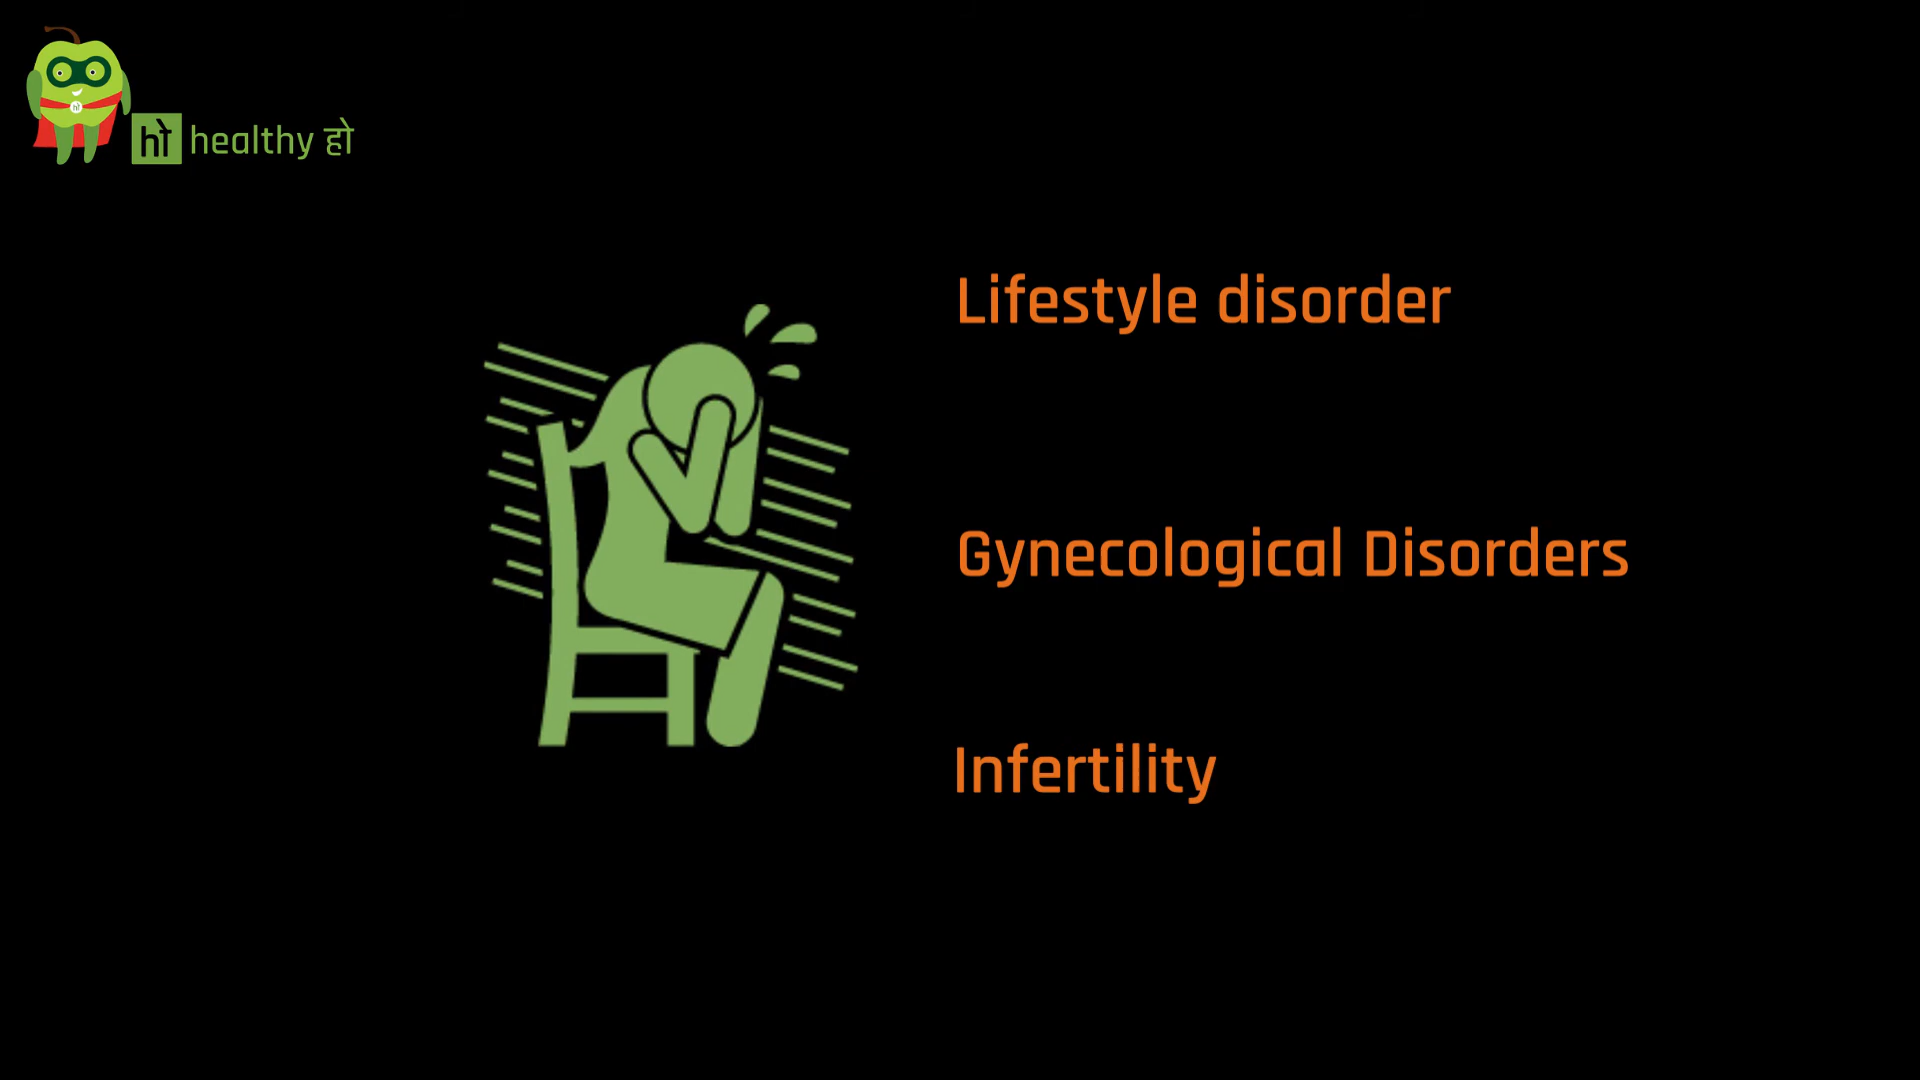 हो healthy हो
Lifestyle disorder
Gynecological Disorders
Infertility